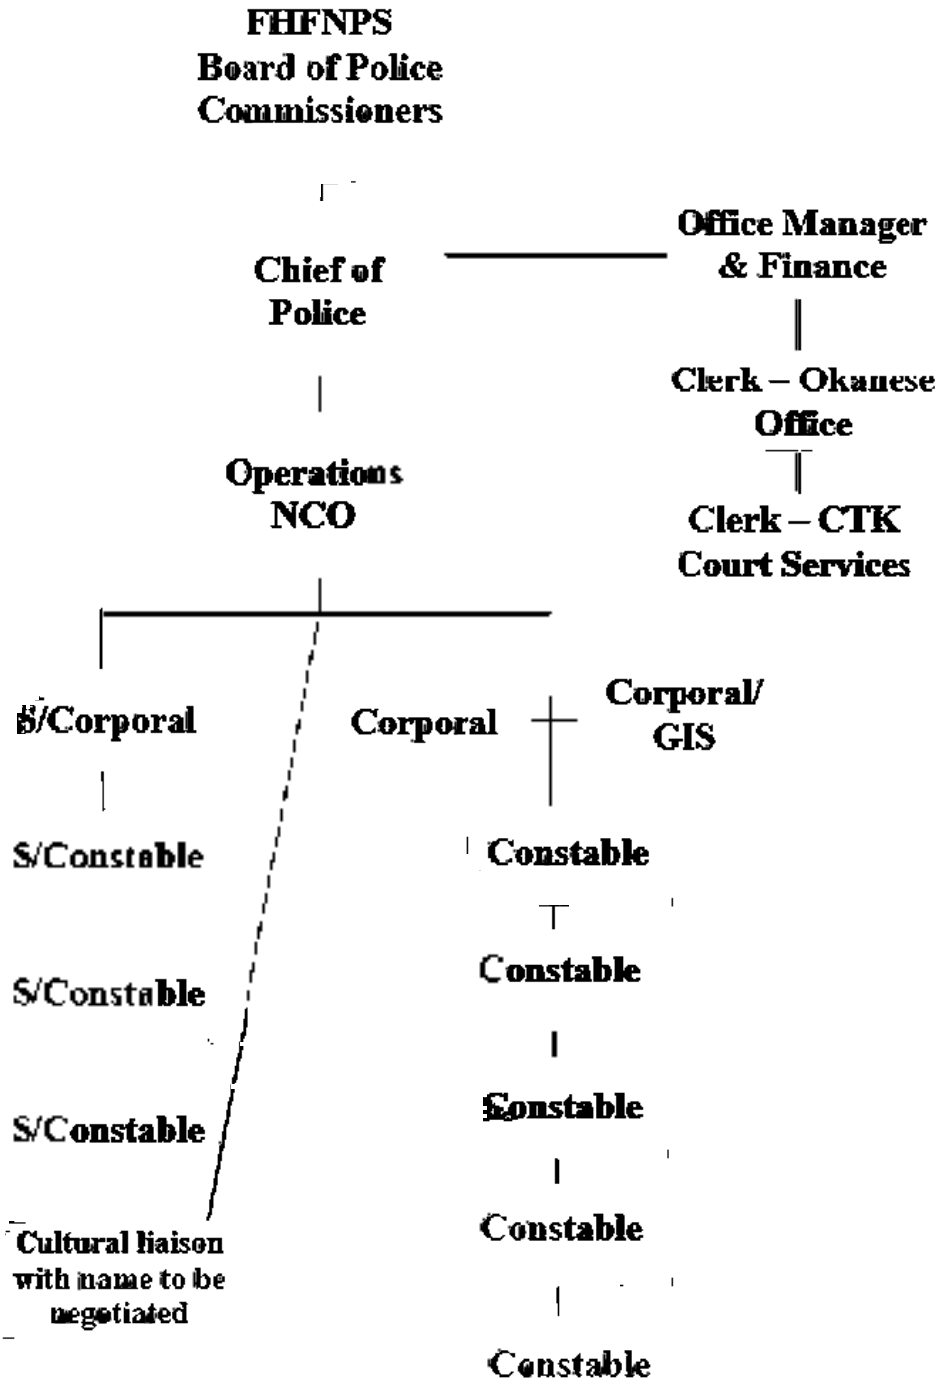 FHFNPS
Board of Police
Commissioners
Chief of
Police
Office Manager
& Finance
Clerk – Okanese
Office
Clerk – CTK
Court Services
Operations
NCO
S/Corporal
Corporal
Corporal/
GIS
S/Constable
S/Constable
S/Constable
Cultural liaison
with name to be
negotiated
Constable
Constable
Constable
Constable
Constable